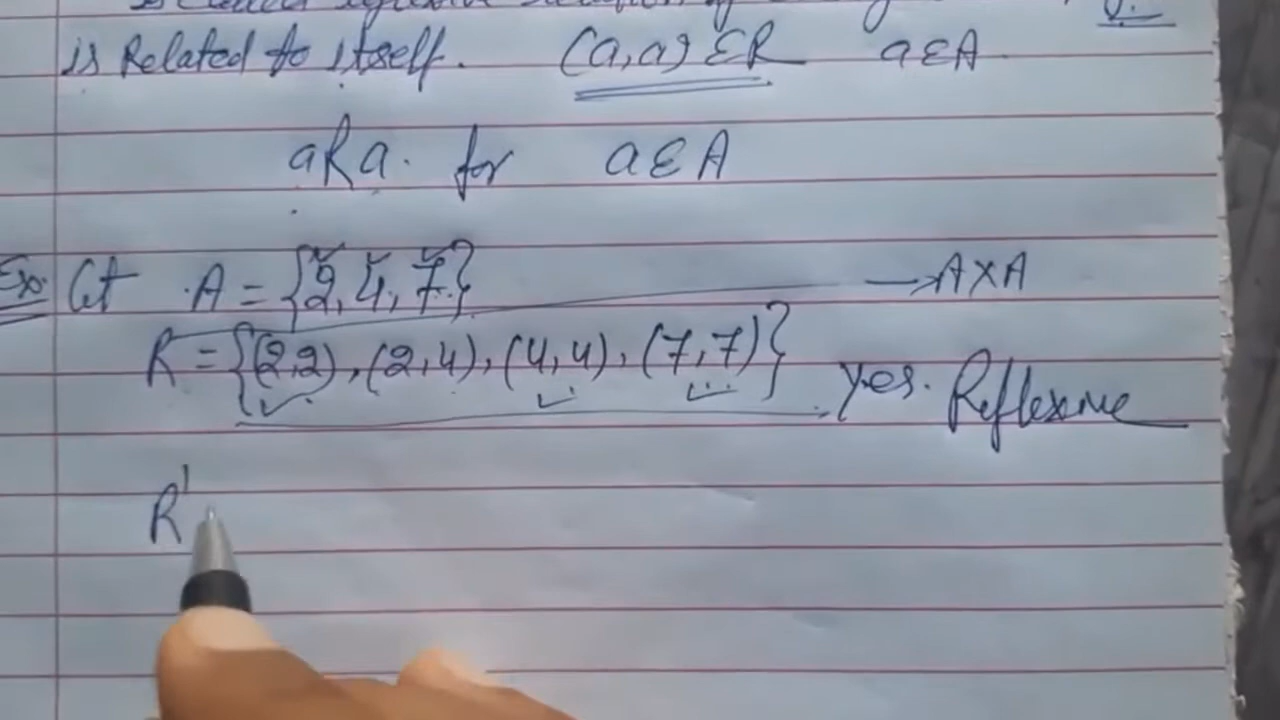 is Related to itself. (a,a) ∈ R a ∈ A
aRa. for a ∈ A
Ex. Let A = {2, 4, 7} → A×A
R = {(2,2), (2,4), (4,4), (7,7)} Yes. Reflexive
R'